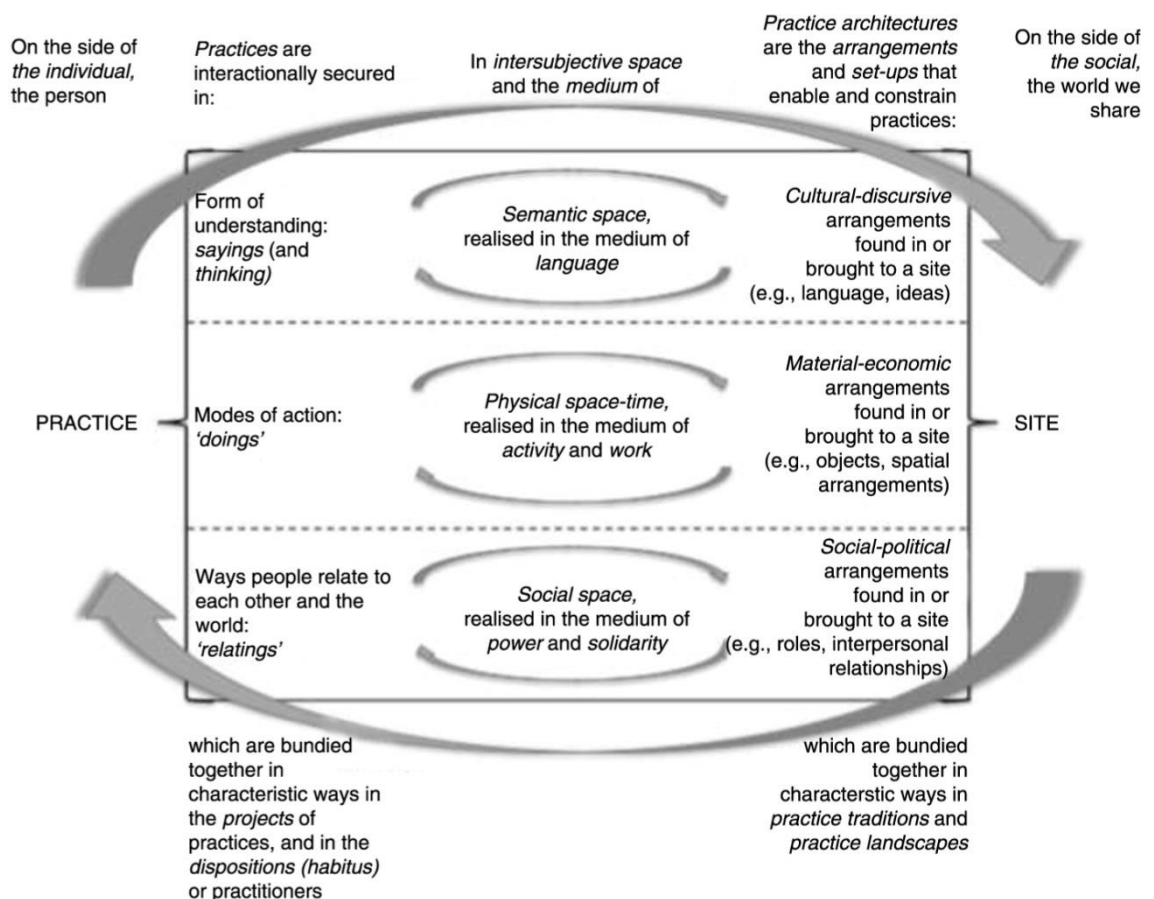 On the side of
the individual,
the person
Practices are
interactionally secured
in:
In intersubjective space
and the medium of
Practice architectures
are the arrangements
and set-ups that
enable and constrain
practices:
On the side of
the social,
the world we
share
PRACTICE
Form of
understanding:
sayings (and
thinking)
Semantic space,
realised in the medium of
language
Cultural-discursive
arrangements
found in or
brought to a site
(e.g., language, ideas)
Modes of action:
‘doings’
Physical space-time,
realised in the medium of
activity and work
Material-economic
arrangements
found in or
brought to a site
(e.g., objects, spatial
arrangements)
SITE
Ways people relate to
each other and the
world:
‘relatings’
Social space,
realised in the medium of
power and solidarity
Social-political
arrangements
found in or
brought to a site
(e.g., roles, interpersonal
relationships)
which are bundied
together in
characteristic ways in
the projects of
practices, and in the
dispositions (habitus)
or practitioners
which are bundied
together in
characterstic ways in
practice traditions and
practice landscapes